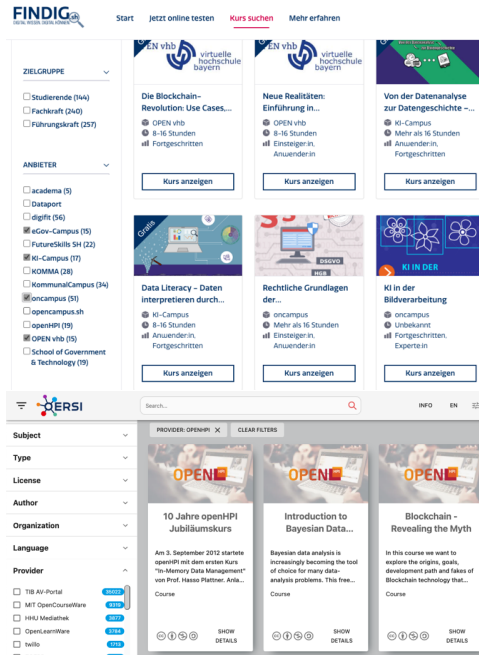 FINDIG.sh
Start Jetzt online testen Kurs suchen Mehr erfahren
ZIELGRUPPE
Studierende (144)
Fachkraft (240)
Führungskraft (257)
ANBIETER
academa (5)
Dataport
digifit (56)
eGov-Campus (15)
FutureSkills SH (22)
KI-Campus (17)
KOMMA (28)
KommunalCampus (34)
oncampus (51)
opencampus.sh
openHPI (19)
OPEN vhb (15)
School of Government
& Technology (19)
EN vhb
virtuelle
hochschule
bayern
Die Blockchain-
Revolution: Use Cases,...
OPEN vhb
8-16 Stunden
Fortgeschritten
Kurs anzeigen
EN vhb
virtuelle
hochschule
bayern
Neue Realitäten:
Einführung in...
OPEN vhb
8-16 Stunden
Einsteiger:in,
Anwender:in
Kurs anzeigen
Von der Datenanalyse
zur Datengeschichte –...
KI-Campus
Mehr als 16 Stunden
Anwender:in,
Fortgeschritten
Kurs anzeigen
Gratis
Data Literacy – Daten
interpretieren durch...
KI-Campus
8-16 Stunden
Anwender:in,
Fortgeschritten
Kurs anzeigen
DSGVO
HGB
Rechtliche Grundlagen
der...
oncampus
Mehr als 16 Stunden
Einsteiger:in,
Anwender:in
Kurs anzeigen
KI IN DER
KI in der
Bildverarbeitung
oncampus
Unbekannt
Fortgeschritten,
Experte:in
Kurs anzeigen
OERSI
Search...
INFO EN
PROVIDER: OPENHPI X CLEAR FILTERS
Subject
Type
License
Author
Organization
Language
Provider
TIB AV-Portal 35022
MIT OpenCourseWare 9319
HHU Mediathek 3877
OpenLearnWare 3784
twillo 1715
OPEN
10 Jahre openHPI
Jubiläumskurs
Am 3. September 2012 startete
openHPI mit dem ersten Kurs
"In-Memory Data Management"
von Prof. Hasso Plattner. Anla...
Course
SHOW
DETAILS
OPEN
Introduction to
Bayesian Data...
Bayesian data analysis is
increasingly becoming the tool
of choice for many data-
analysis problems. This free...
Course
SHOW
DETAILS
OPEN
Blockchain -
Revealing the Myth
In this course we want to
explore the origins, goals,
development path and fakes of
Blockchain technology that...
Course
SHOW
DETAILS